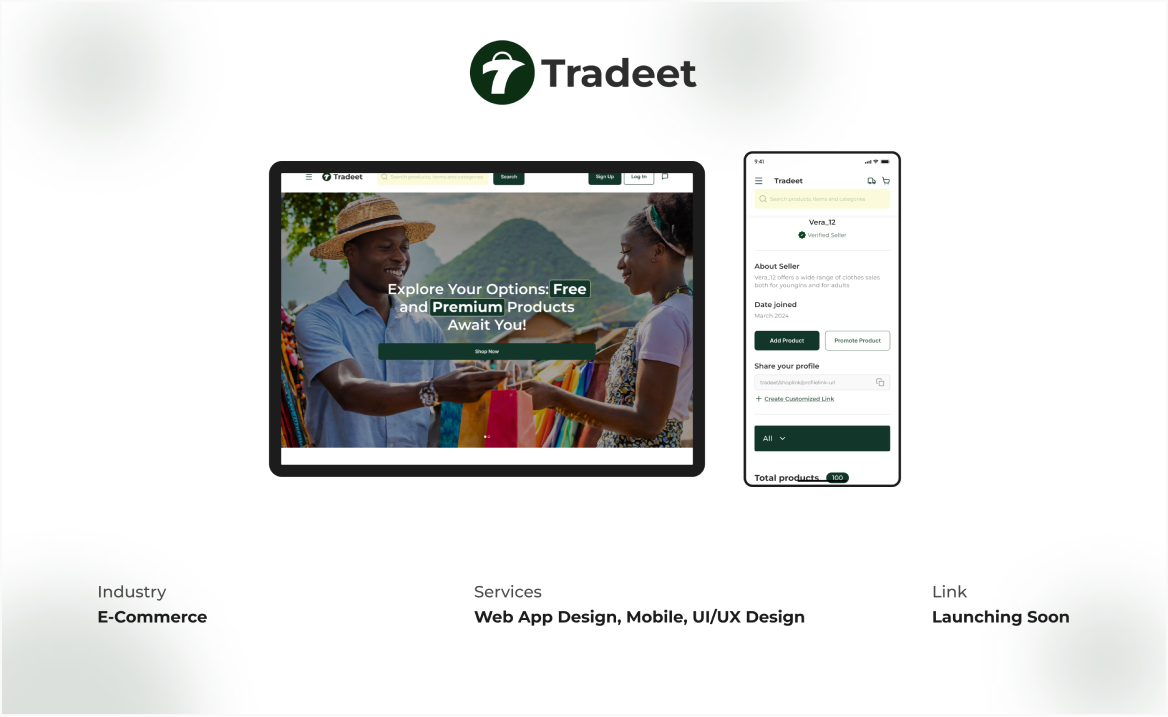 Tradeet
Tradeet
Search products, items and categories
Search
Sign Up
Log In
Explore Your Options: Free
and Premium Products
Await You!
Shop Now
9:41
Tradeet
Search products, items and categories
Vera_12
Verified Seller
About Seller
Vera_12 offers a wide range of clothes sales
both for youngins and for adults
Date joined
March 2024
Add Product
Promote Product
Share your profile
tradeet/shoplink/profilelink-url
+ Create Customized Link
All
Total products 100
Industry
E-Commerce
Services
Web App Design, Mobile, UI/UX Design
Link
Launching Soon